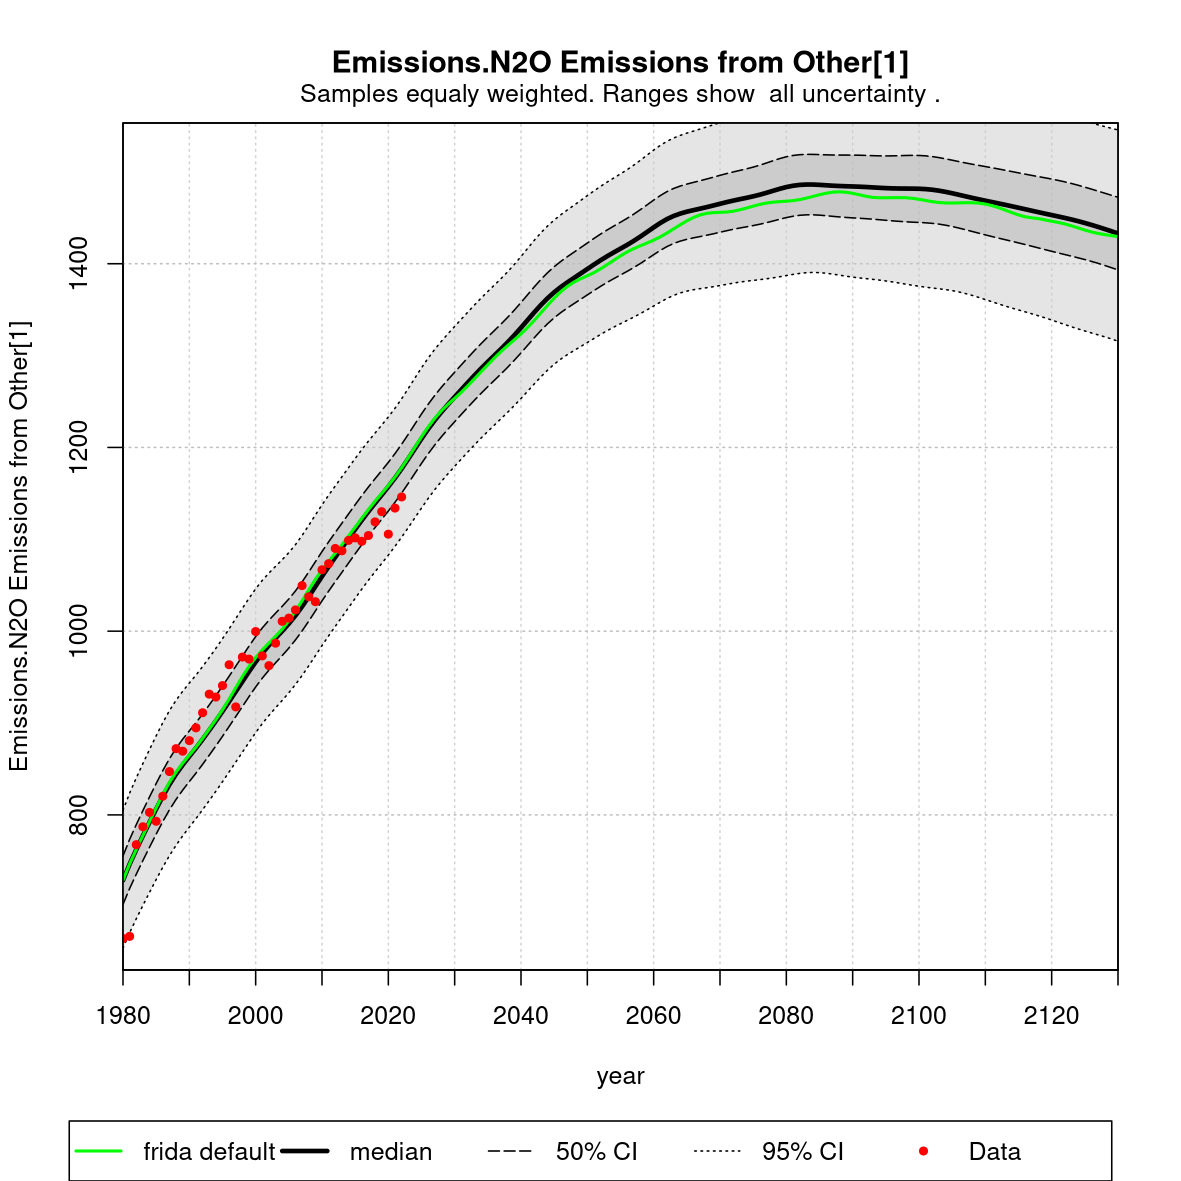 Emissions.N2O Emissions from Other[1]
Samples equaly weighted. Ranges show  all uncertainty .
Emissions.N2O Emissions from Other[1]
1400
1200
1000
800
1980 2000 2020 2040 2060 2080 2100 2120
year
frida default median 50% CI 95% CI Data